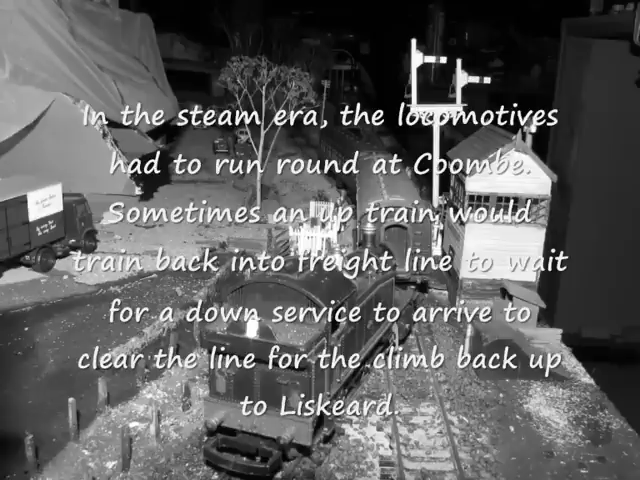 In the steam era, the locomotives
had to run round at Coombe.
Sometimes an up train would
train back into freight line to wait
for a down service to arrive to
clear the line for the climb back up
to Liskeard.